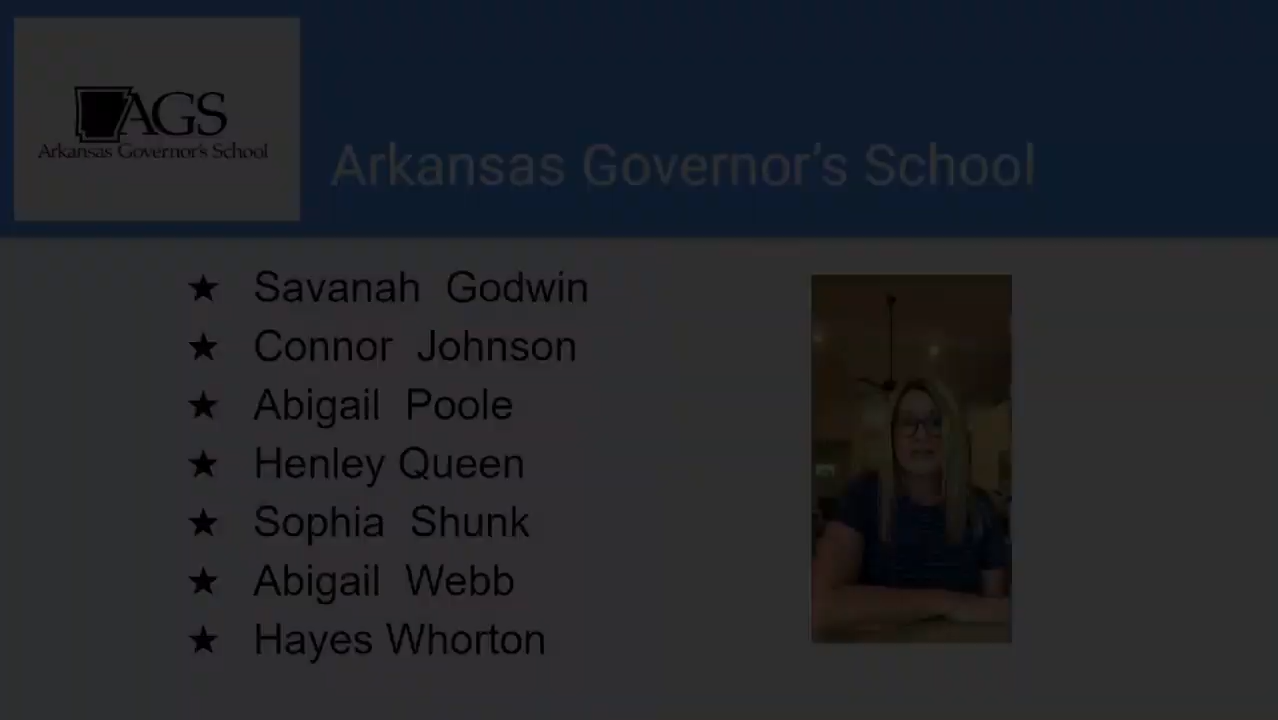 AGS
Arkansas Governor's School
Arkansas Governor's School
★ Savanah Godwin
★ Connor Johnson
★ Abigail Poole
★ Henley Queen
★ Sophia Shunk
★ Abigail Webb
★ Hayes Whorton